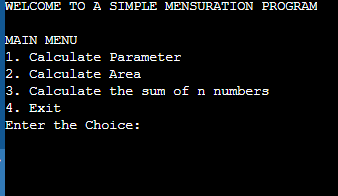 WELCOME TO A SIMPLE MENSURATION PROGRAM
MAIN MENU
1. Calculate Parameter
2. Calculate Area
3. Calculate the sum of n numbers
4. Exit
Enter the Choice: